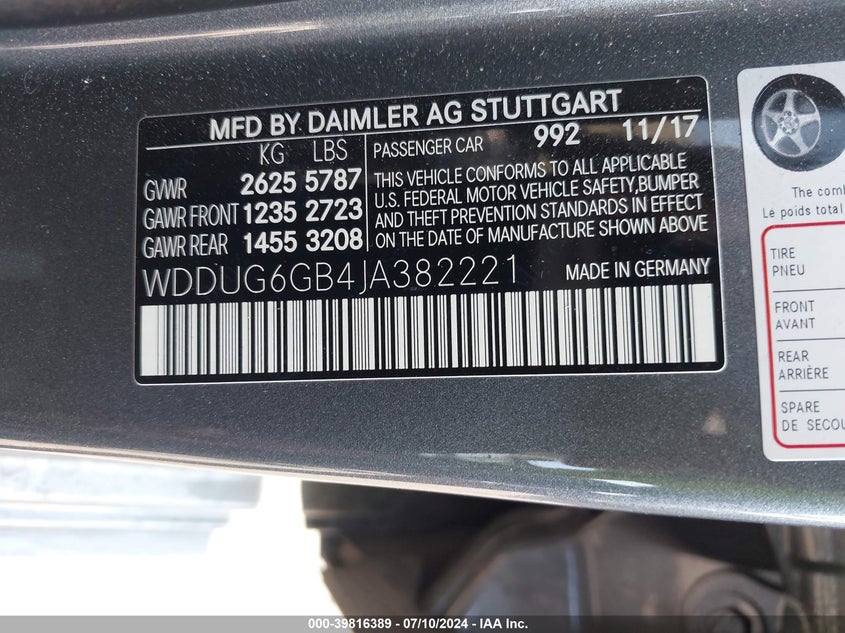 MFD BY DAIMLER AG STUTTGART
KG LBS
GVWR 2625 5787
GAWR FRONT 1235 2723
GAWR REAR 1455 3208
PASSENGER CAR 992 11/17
THIS VEHICLE CONFORMS TO ALL APPLICABLE
U.S. FEDERAL MOTOR VEHICLE SAFETY,BUMPER
AND THEFT PREVENTION STANDARDS IN EFFECT
ON THE DATE OF MANUFACTURE SHOWN ABOVE
WDDUG6GB4JA382221 MADE IN GERMANY
The
Le poids total
TIRE
PNEU
FRONT
AVANT
REAR
ARRIÈRE
SPARE
DE
000-39816389 - 07/10/2024 - IAA Inc.